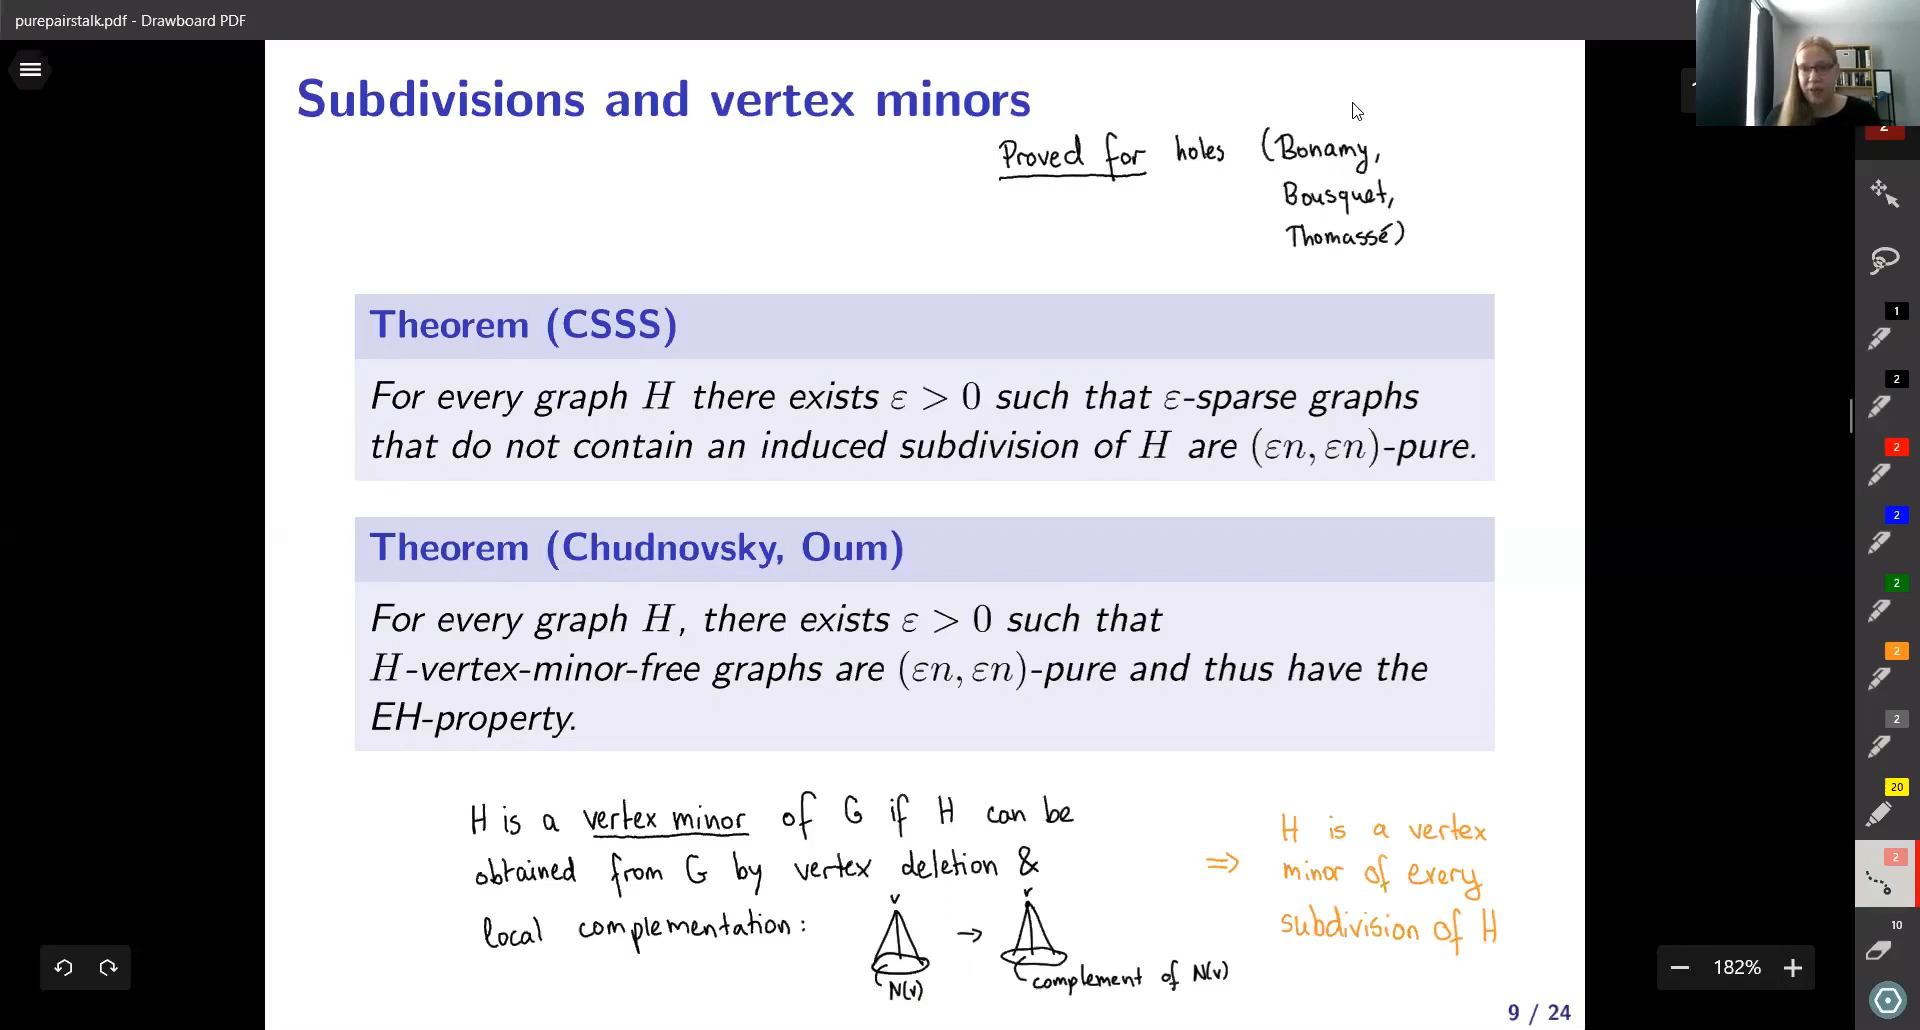 purepairstalk.pdf - Drawboard PDF
Subdivisions and vertex minors
Proved for holes (Bonamy,
Bousquet,
Thomassé)
Theorem (CSSS)
For every graph H there exists ε > 0 such that ε-sparse graphs
that do not contain an induced subdivision of H are (εn, εn)-pure.
Theorem (Chudnovsky, Oum)
For every graph H, there exists ε > 0 such that
H-vertex-minor-free graphs are (εn, εn)-pure and thus have the
EH-property.
H is a vertex minor of G if H can be
obtained from G by vertex deletion &
local complementation:
v
→
v
N(v)
complement of N(v)
⇒
H is a vertex
minor of every
subdivision of H
9 / 24
2
1
2
2
2
2
2
2
20
2
10
182%